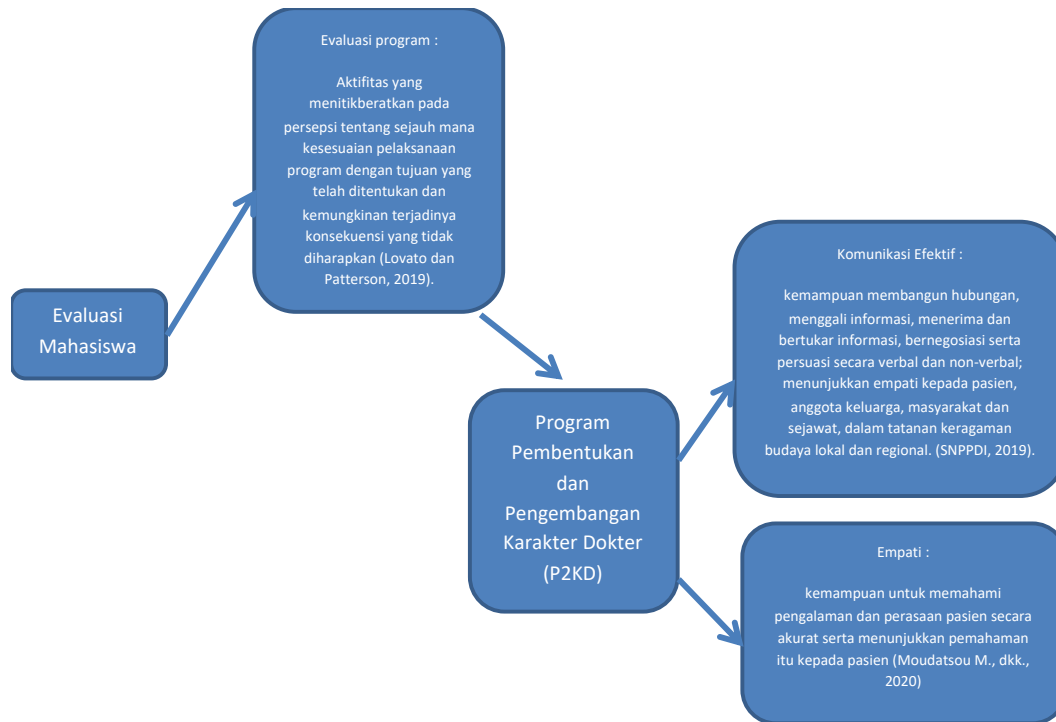 Evaluasi
Mahasiswa
Evaluasi program :
Aktifitas yang
menitikberatkan pada
persepsi tentang sejauh mana
kesesuaian pelaksanaan
program dengan tujuan yang
telah ditentukan dan
kemungkinan terjadinya
konsekuensi yang tidak
diharapkan (Lovato dan
Patterson, 2019).
Program
Pembentukan
dan
Pengembangan
Karakter Dokter
(P2KD)
Komunikasi Efektif :
kemampuan membangun hubungan,
menggali informasi, menerima dan
bertukar informasi, bernegosiasi serta
persuasi secara verbal dan non-verbal;
menunjukkan empati kepada pasien,
anggota keluarga, masyarakat dan
sejawat, dalam tatanan keragaman
budaya lokal dan regional. (SNPPDI, 2019).
Empati :
kemampuan untuk memahami
pengalaman dan perasaan pasien secara
akurat serta menunjukkan pemahaman
itu kepada pasien (Moudatsou M., dkk.,
2020)